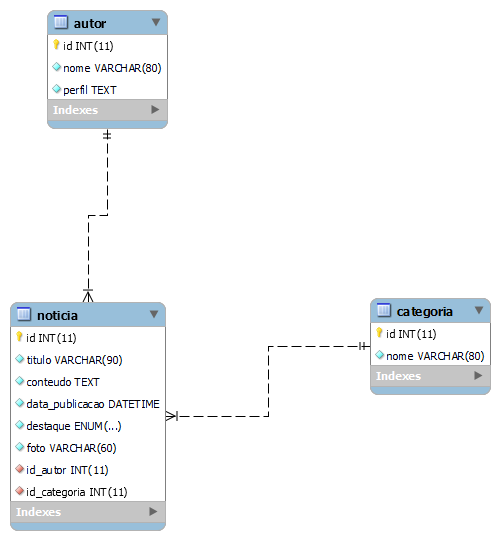 autor
id INT(11)
nome VARCHAR(80)
perfil TEXT
Indexes
noticia
id INT(11)
titulo VARCHAR(90)
conteudo TEXT
data_publicacao DATETIME
destaque ENUM(...)
foto VARCHAR(60)
id_autor INT(11)
id_categoria INT(11)
Indexes
categoria
id INT(11)
nome VARCHAR(80)
Indexes